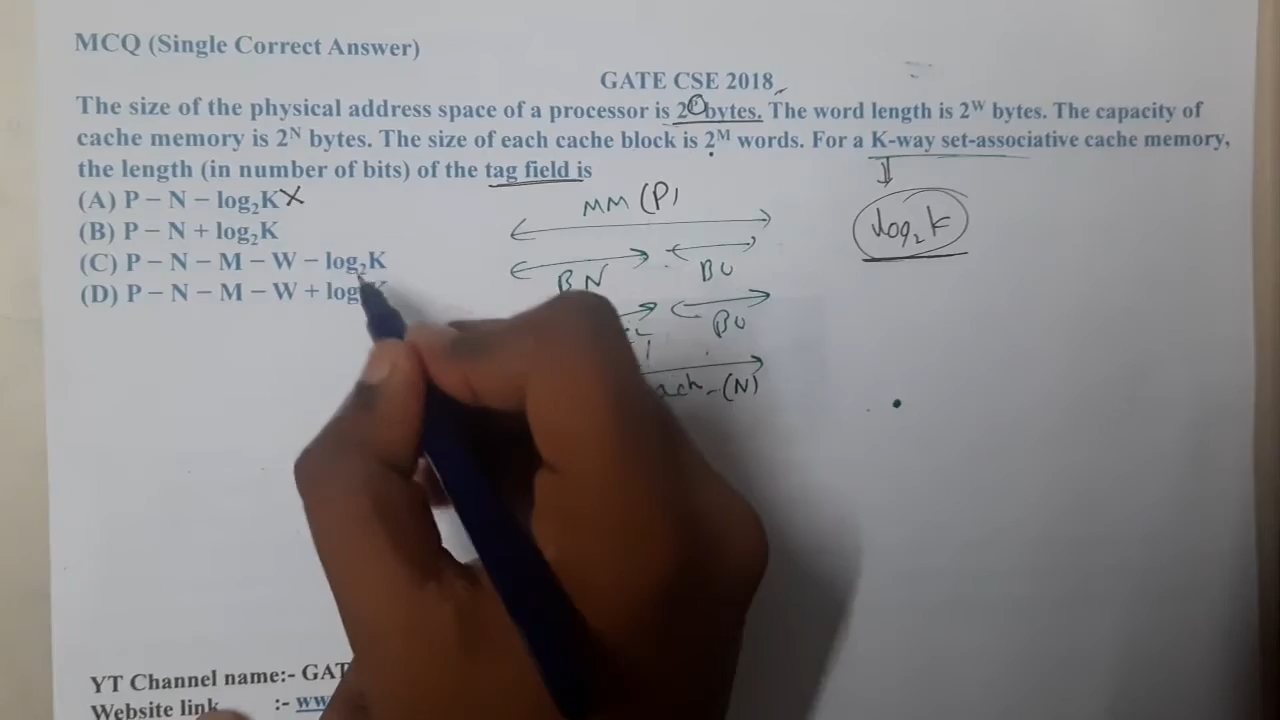 MCQ (Single Correct Answer)
GATE CSE 2018
The size of the physical address space of a processor is 2ᴾ bytes. The word length is 2ᵂ bytes. The capacity of
cache memory is 2ᴺ bytes. The size of each cache block is 2ᴹ words. For a K-way set-associative cache memory,
the length (in number of bits) of the tag field is
(A) P – N – log₂K X
(B) P – N + log₂K
(C) P – N – M – W – log₂K
(D) P – N – M – W + log
MM (P)
BN BO
BO
(N)
log₂ K
YT Channel name:- GAT
Website link :- ww